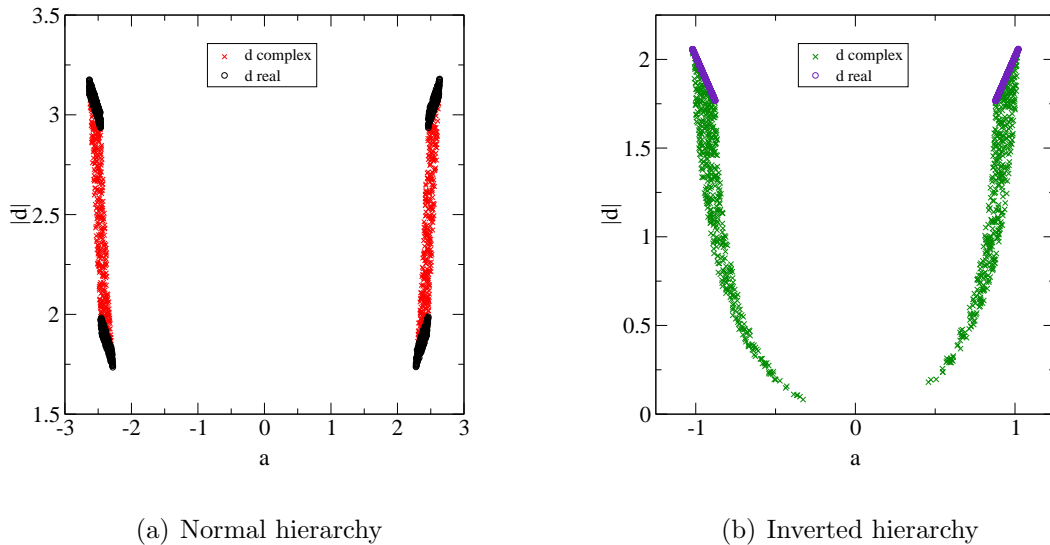 3.5
3
2.5
2
1.5
|d|
-3
-2
-1
0
1
2
3
a
× d complex
○ d real
(a) Normal hierarchy
2
1.5
1
0.5
0
|d|
-1
0
1
a
× d complex
○ d real
(b) Inverted hierarchy